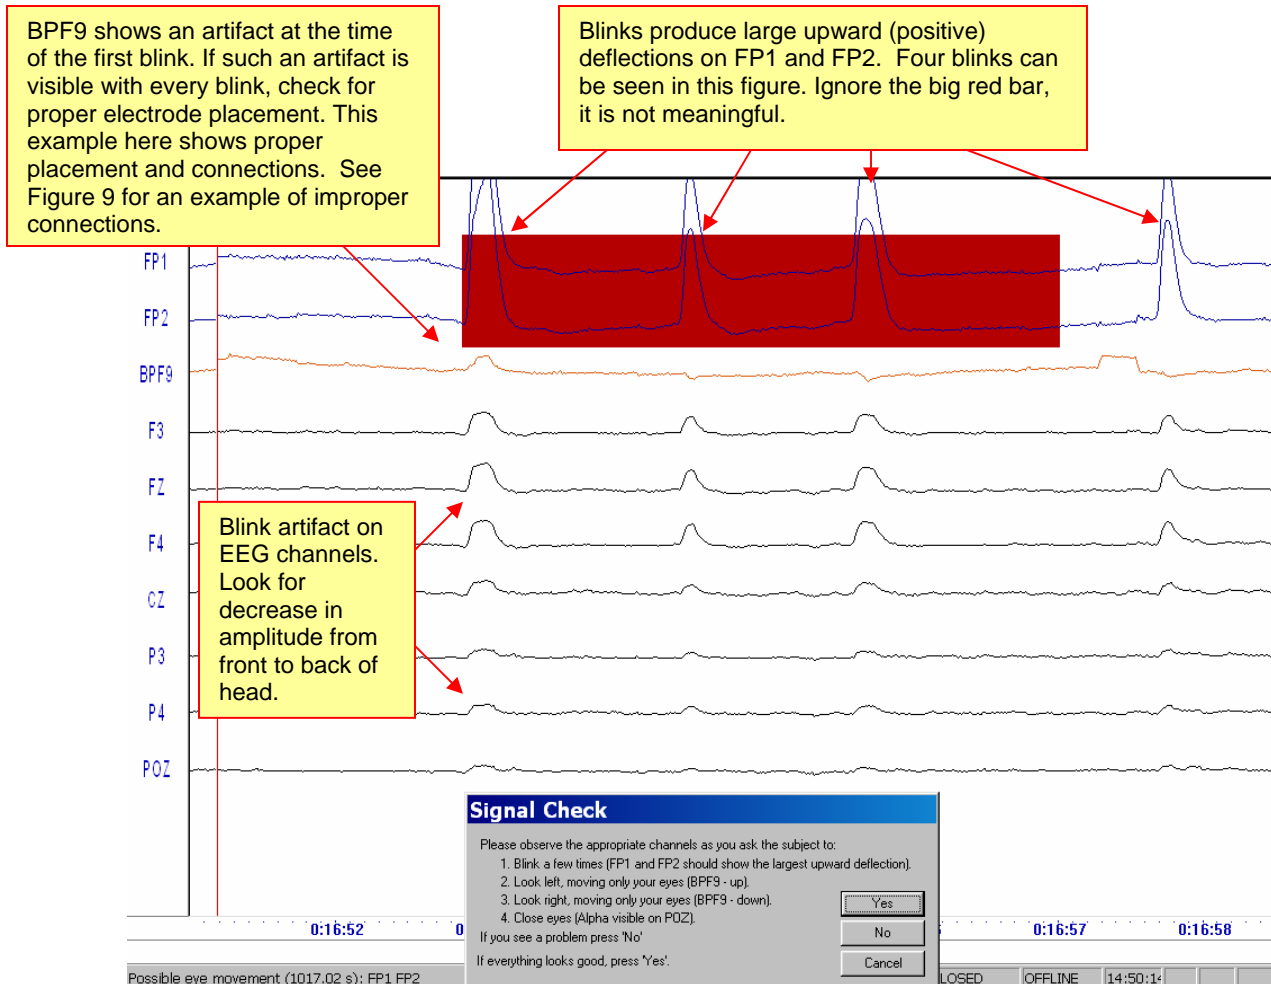 BPF9 shows an artifact at the time
of the first blink. If such an artifact is
visible with every blink, check for
proper electrode placement. This
example here shows proper
placement and connections. See
Figure 9 for an example of improper
connections.
Blinks produce large upward (positive)
deflections on FP1 and FP2. Four blinks can
be seen in this figure. Ignore the big red bar,
it is not meaningful.
FP1
FP2
BPF9
F3
FZ
F4
CZ
P3
P4
POZ
Blink artifact on
EEG channels.
Look for
decrease in
amplitude from
front to back of
head.
Signal Check
Please observe the appropriate channels as you ask the subject to:
1. Blink a few times (FP1 and FP2 should show the largest upward deflection).
2. Look left, moving only your eyes (BPF9 - up).
3. Look right, moving only your eyes (BPF9 - down).
4. Close eyes (Alpha visible on POZ).
If you see a problem press 'No'
If everything looks good, press 'Yes'.
Yes
No
Cancel
0:16:52
0:16:57
0:16:58
Possible eye movement (1017.02 s): FP1 FP2
OFFLINE
14:50:14